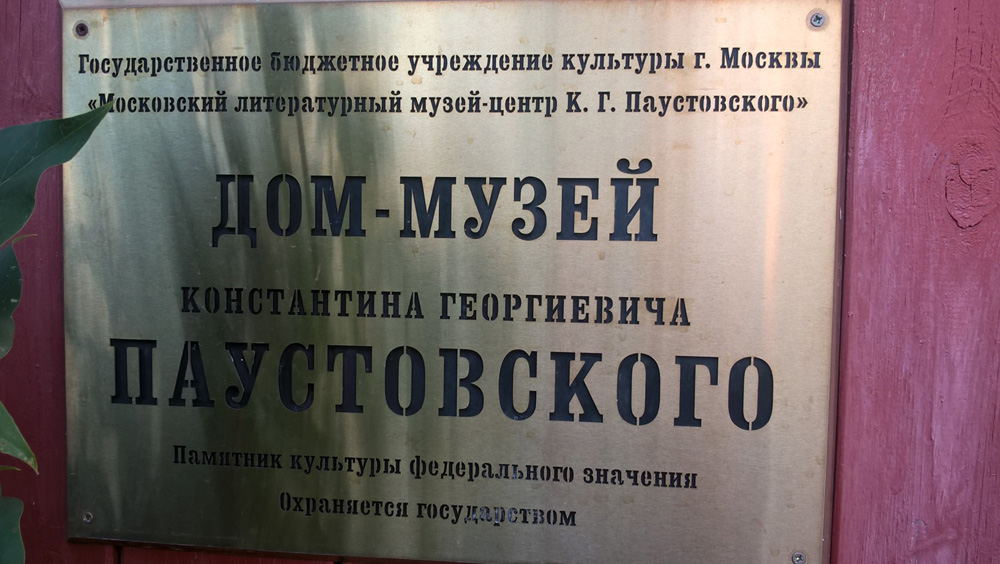 Государственное бюджетное учреждение культуры г. Москвы
«Московский литературный музей-центр К. Г. Паустовского»
ДОМ-МУЗЕЙ
КОНСТАНТИНА ГЕОРГИЕВИЧА
ПАУСТОВСКОГО
Памятник культуры федерального значения
Охраняется государством